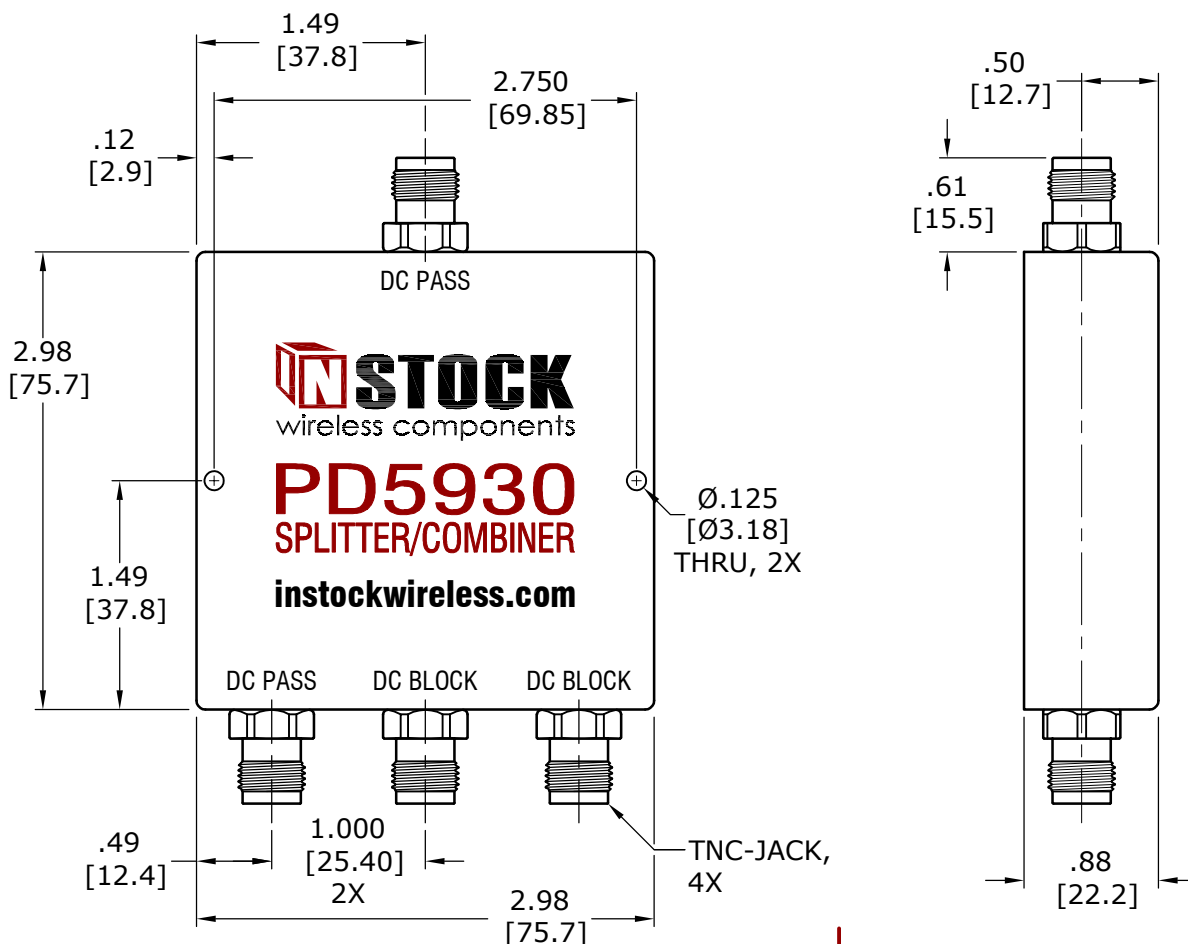 1.49
[37.8]
2.750
[69.85]
.12
[2.9]
.50
[12.7]
.61
[15.5]
DC PASS
2.98
[75.7]
IN STOCK
wireless components
PD5930
SPLITTER/COMBINER
instockwireless.com
Ø.125
[Ø3.18]
THRU, 2X
1.49
[37.8]
DC PASS DC BLOCK DC BLOCK
.49
[12.4]
1.000
[25.40]
2X
TNC-JACK,
4X
.88
[22.2]
2.98
[75.7]